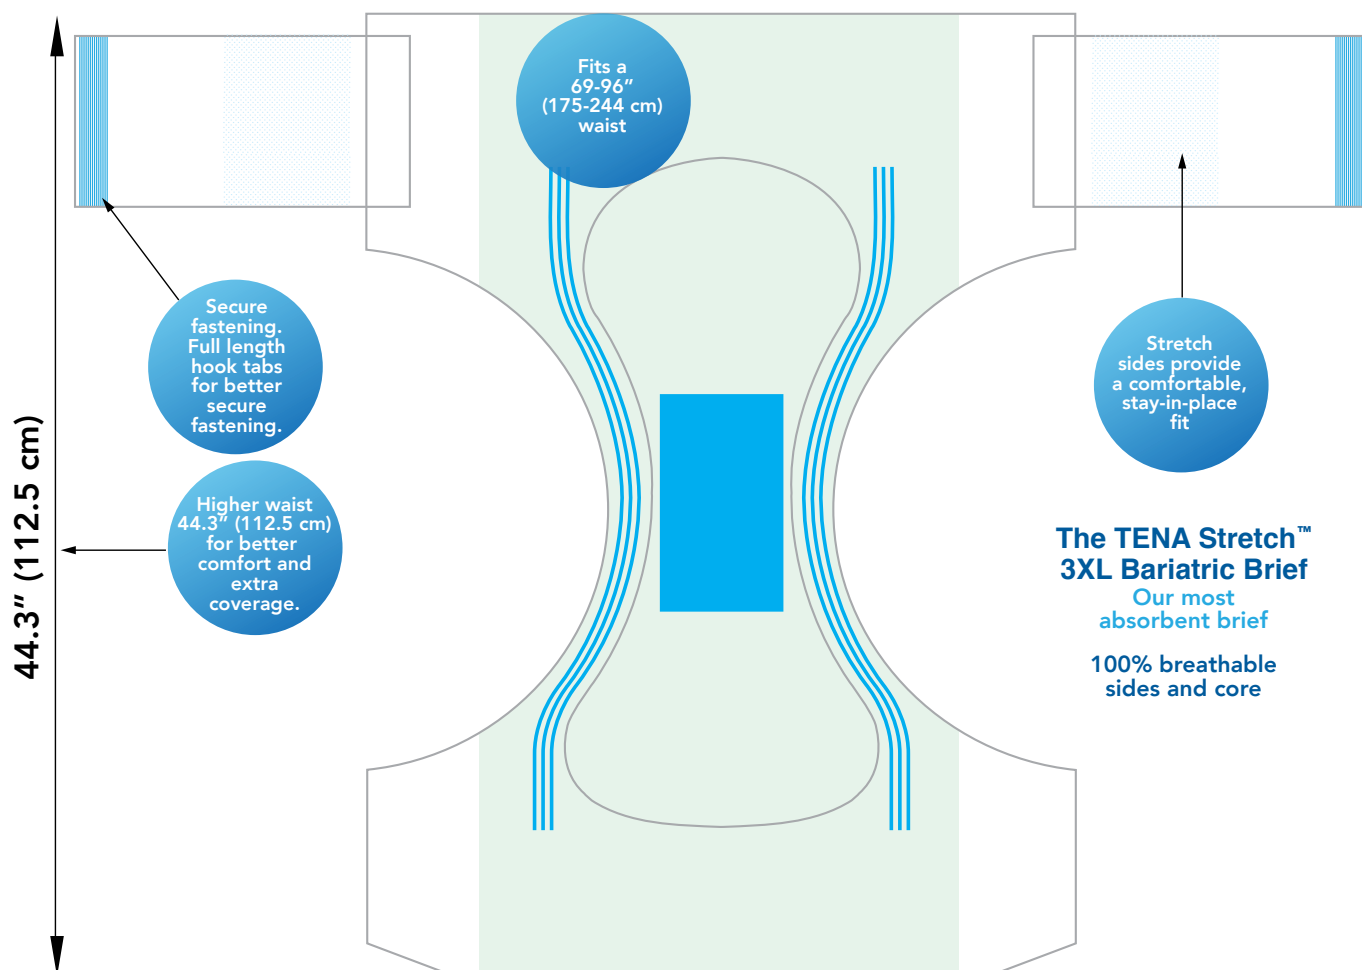 Fits a
69-96”
(175-244 cm)
waist
Secure
fastening.
Full length
hook tabs
for better
secure
fastening.
Higher waist
44.3” (112.5 cm)
for better
comfort and
extra
coverage.
44.3” (112.5 cm)
Stretch
sides provide
a comfortable,
stay-in-place
fit
The TENA Stretch™
3XL Bariatric Brief
Our most
absorbent brief
100% breathable
sides and core